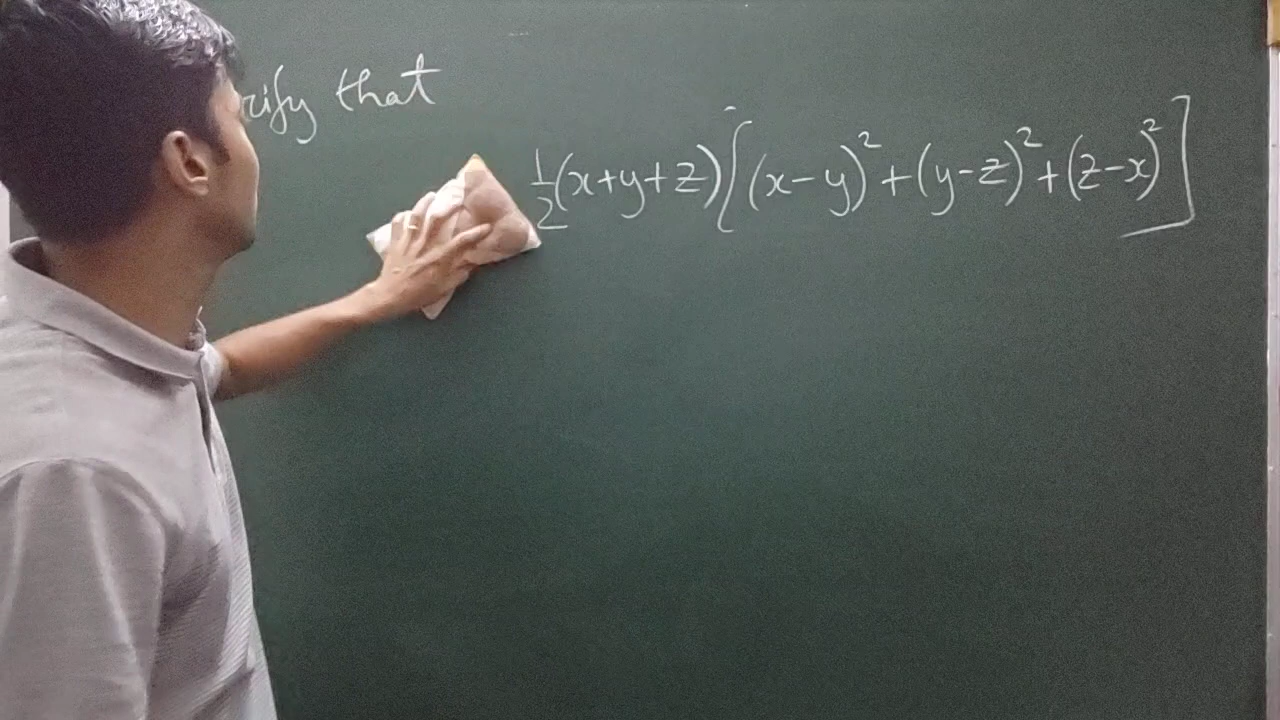 rify that
½(x+y+z)[(x-y)²+(y-z)²+(z-x)²]